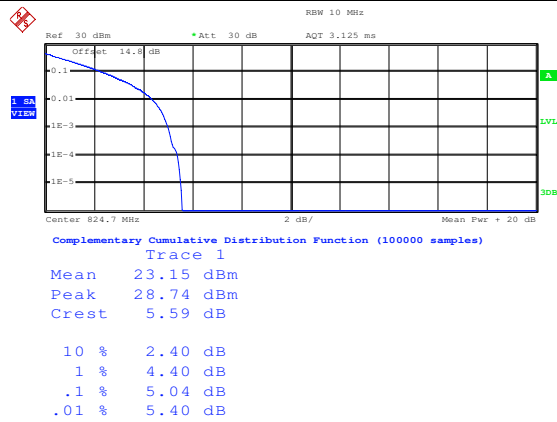 RBW 10 MHz
Ref 30 dBm *Att 30 dB AQT 3.125 ms
Offset 14.8 dB
0.1
A
1 SA
VIEW
0.01
LVL
1E-3
1E-4
1E-5
3DB
Center 824.7 MHz 2 dB/ Mean Pwr + 20 dB
Complementary Cumulative Distribution Function (100000 samples)
Trace 1
Mean 23.15 dBm
Peak 28.74 dBm
Crest 5.59 dB
10 % 2.40 dB
1 % 4.40 dB
.1 % 5.04 dB
.01 % 5.40 dB